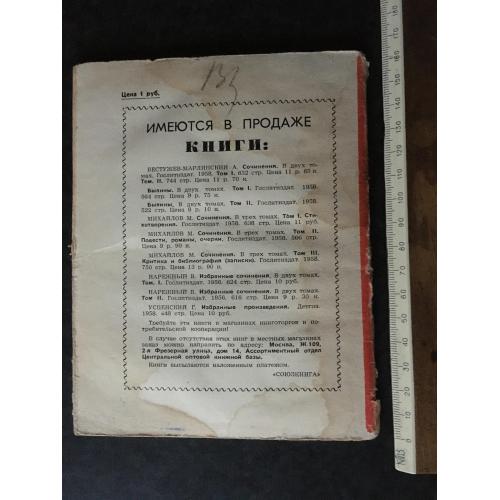 133
Цена 1 руб.
ИМЕЮТСЯ В ПРОДАЖЕ
КНИГИ:
БЕСТУЖЕВ-МАРЛИНСКИЙ А. Сочинения. В двух то-
мах. Гослитиздат. 1958. Том I. 632 стр. Цена 11 р. 65 к.
Том. II. 744 стр. Цена 11 р. 70 к.
Былины. В двух томах. Том I. Гослитиздат. 1958.
564 стр. Цена 9 р. 75 к.
Былины. В двух томах. Том II. Гослитиздат. 1958.
522 стр. Цена 9 р. 10 к.
МИХАЙЛОВ М. Сочинения. В трех томах. Том I. Сти-
хотворения. Гослитиздат 1958. 638 стр. Цена 11 руб.
МИХАЙЛОВ М. Сочинения. В трех томах. Том II.
Повести, романы, очерки. Гослитиздат. 1958. 566 стр.
Цена 9 р. 90 к.
МИХАЙЛОВ М. Сочинения. В трех томах. Том III.
Критика и библиография (записки). Гослитиздат. 1958.
750 стр. Цена 13 р. 90 к.
НАРЕЖНЫЙ В. Избранные сочинения. В двух томах.
Том. I. Гослитиздат. 1956. 624 стр. Цена 10 руб.
НАРЕЖНЫЙ В. Избранные сочинения. В двух томах.
Том II. Гослитиздат. 1956, 616 стр. Цена 9 р. 30 к.
УСПЕНСКИЙ Г. Избранные произведения. Детгиз.
1958. 448 стр. Цена 10 руб.
Требуйте эти книги в магазинах книготоргов и по-
требительской кооперации!
В случае отсутствия этих книг в местных магазинах
заказ можно направить по адресу: Москва, Ж-109,
2-я Фрезерная улица, дом 14, Ассортиментный отдел
Центральной оптовой книжной базы.
Книги высылаются наложенным платежом.
«СОЮЗКНИГА»